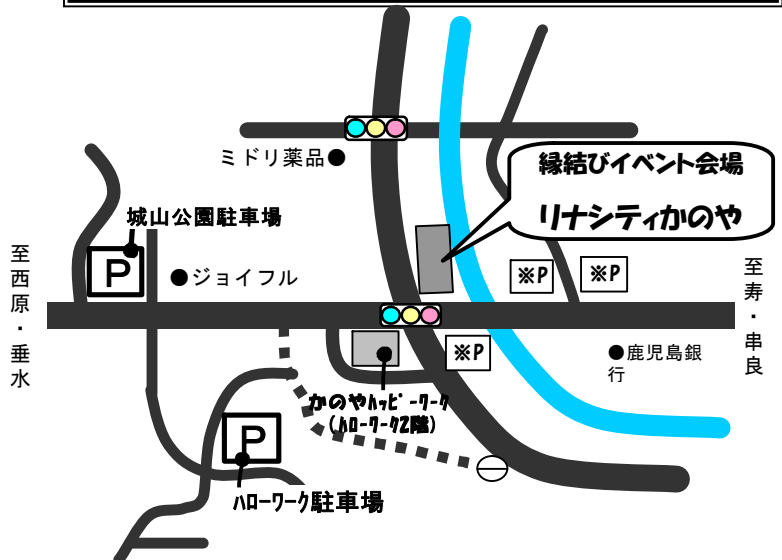 ミドリ薬品●
縁結びイベント会場
リナシティかのや
城山公園駐車場
P
●ジョイフル
※P
※P
至西原・垂水
至寿・串良
※P
●鹿児島銀
行
かのやﾊｯﾋﾟｰﾜｰｸ
(ﾊﾛｰﾜｰｸ2階)
P
ﾊﾛｰﾜｰｸ駐車場